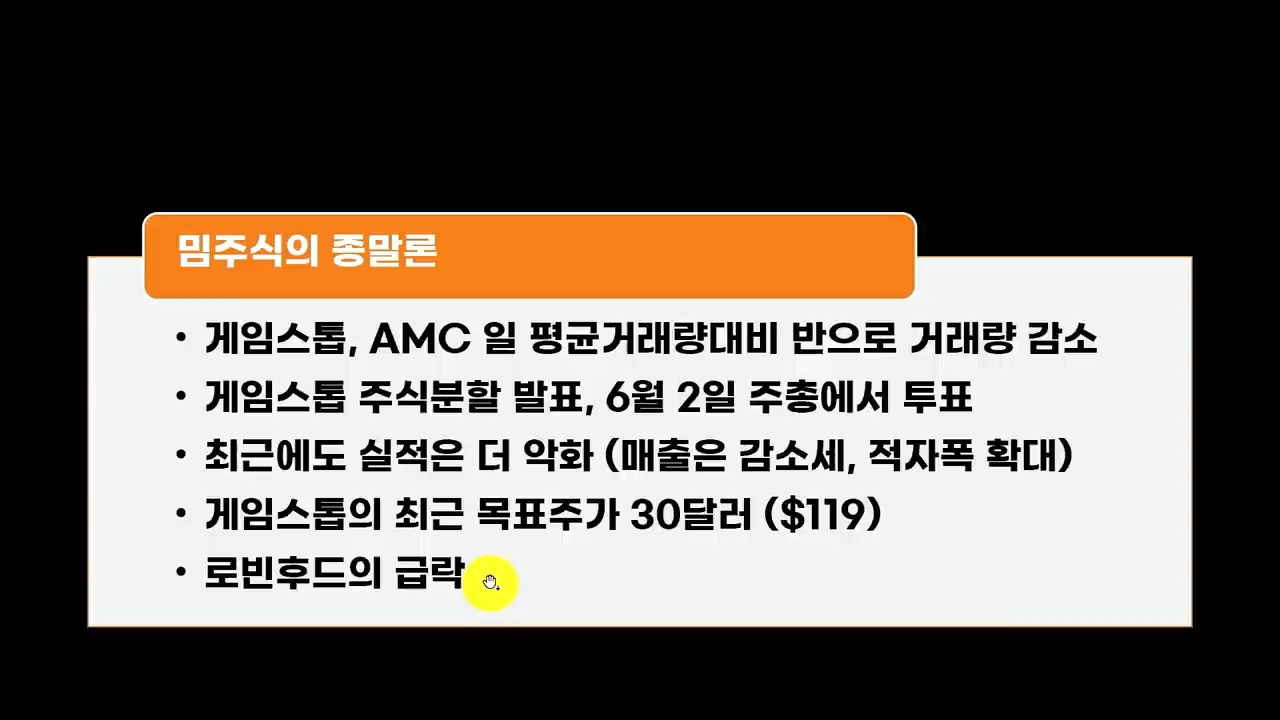 밈주식의 종말론
• 게임스톱, AMC 일 평균거래량대비 반으로 거래량 감소
• 게임스톱 주식분할 발표, 6월 2일 주총에서 투표
• 최근에도 실적은 더 악화 (매출은 감소세, 적자폭 확대)
• 게임스톱의 최근 목표주가 30달러 ($119)
• 로빈후드의 급락